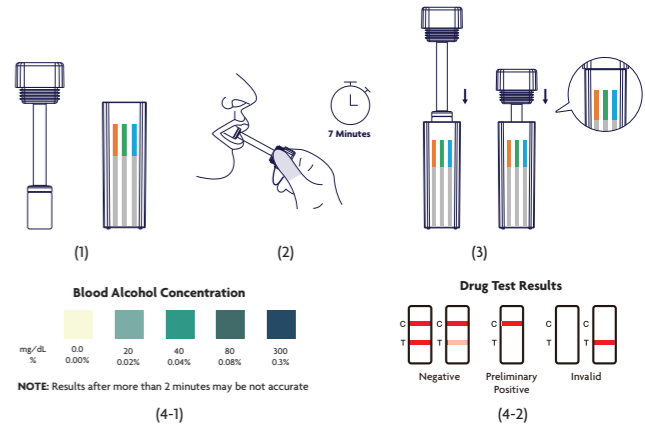 7 Minutes
(1)
(2)
(3)
Blood Alcohol Concentration
mg/dL 0.0 20 40 80 300
% 0.00% 0.02% 0.04% 0.08% 0.3%
NOTE: Results after more than 2 minutes may be not accurate
(4-1)
Drug Test Results
C C C C C
T T T T T
Negative
Preliminary
Positive
Invalid
(4-2)